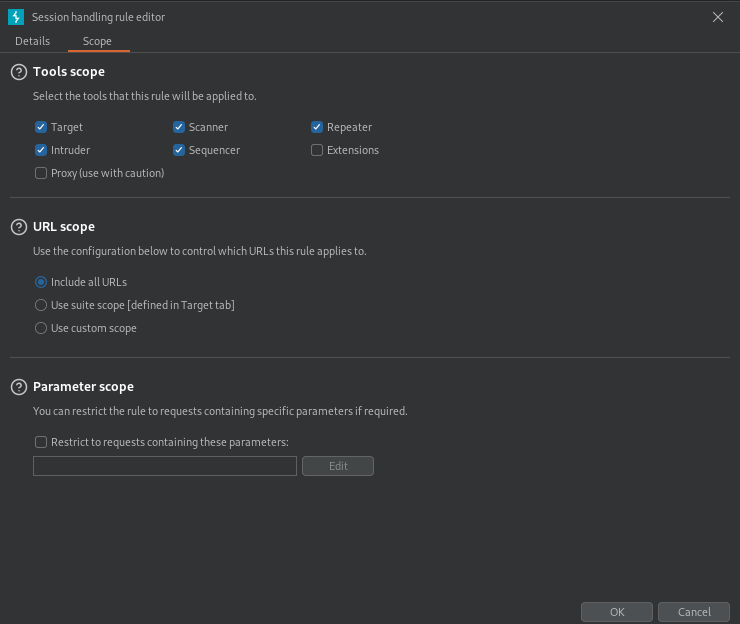 Session handling rule editor
Details Scope
Tools scope
Select the tools that this rule will be applied to.
Target Scanner Repeater
Intruder Sequencer Extensions
Proxy (use with caution)
URL scope
Use the configuration below to control which URLs this rule applies to.
Include all URLs
Use suite scope [defined in Target tab]
Use custom scope
Parameter scope
You can restrict the rule to requests containing specific parameters if required.
Restrict to requests containing these parameters:
Edit
OK Cancel